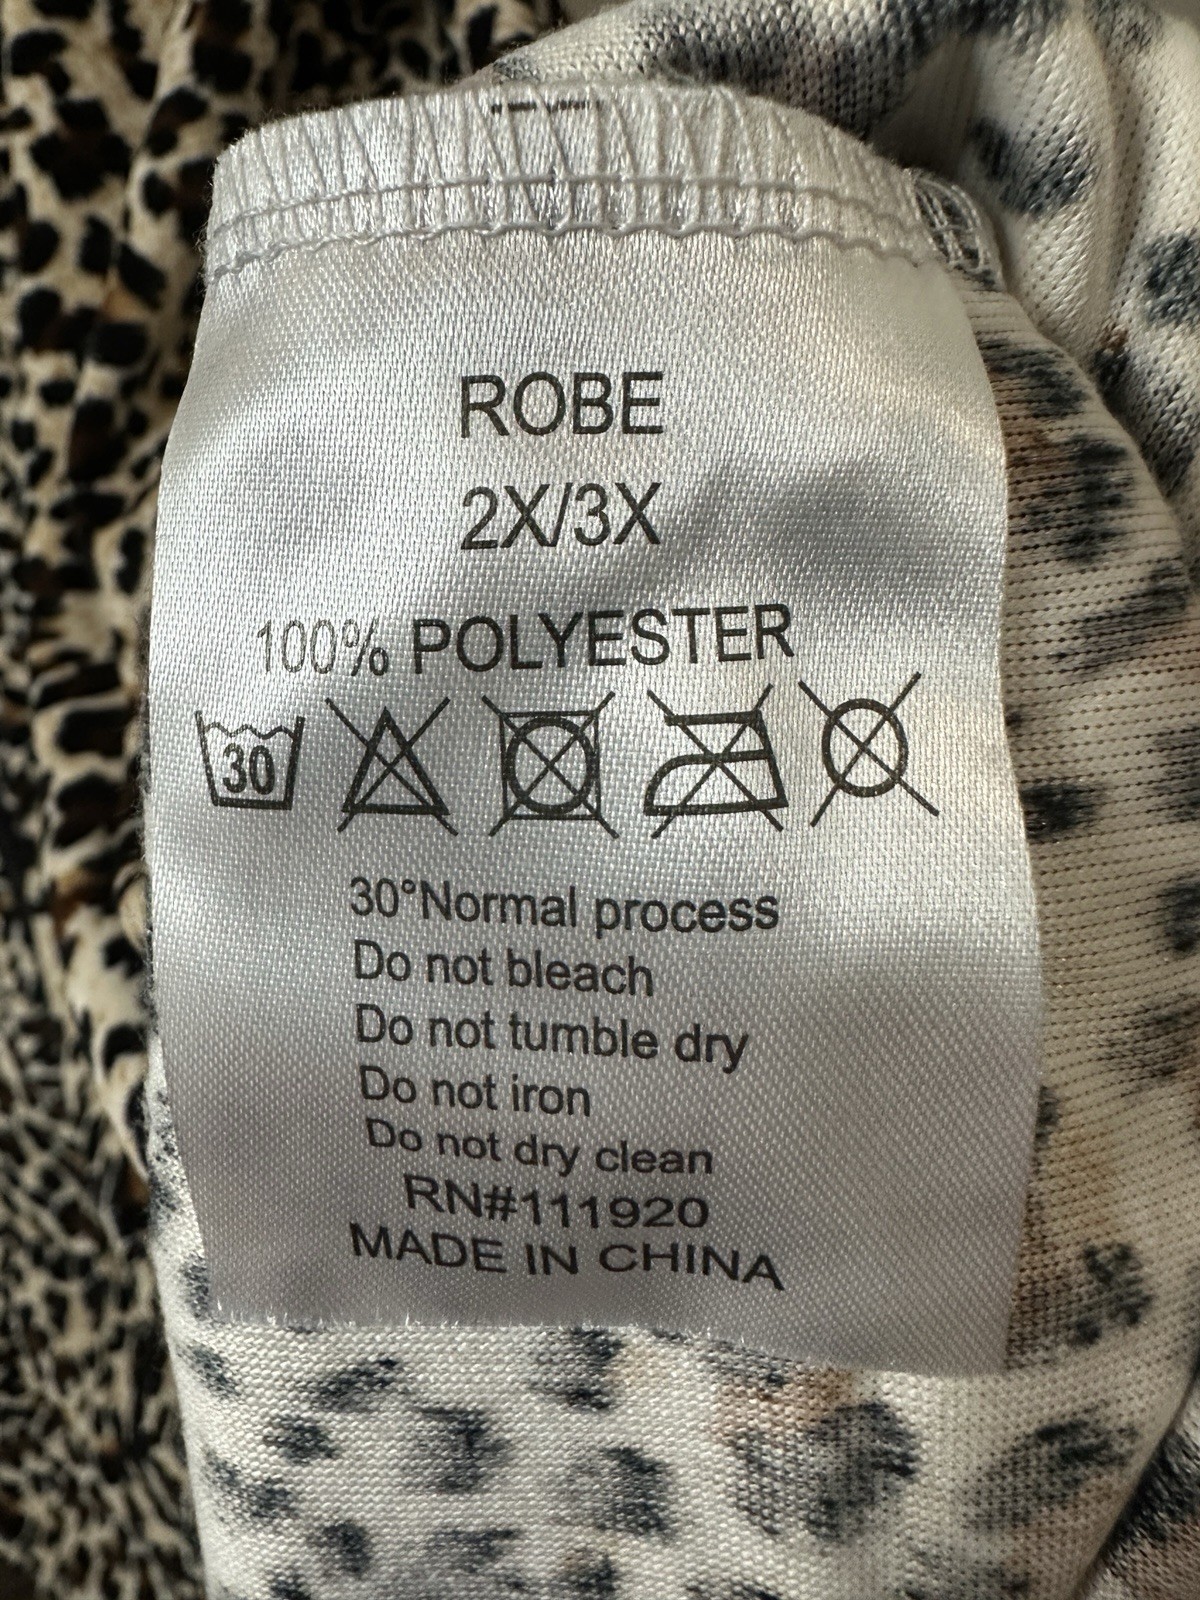 ROBE
2X/3X
100% POLYESTER
30
30°Normal process
Do not bleach
Do not tumble dry
Do not iron
Do not dry clean
RN#111920
MADE IN CHINA